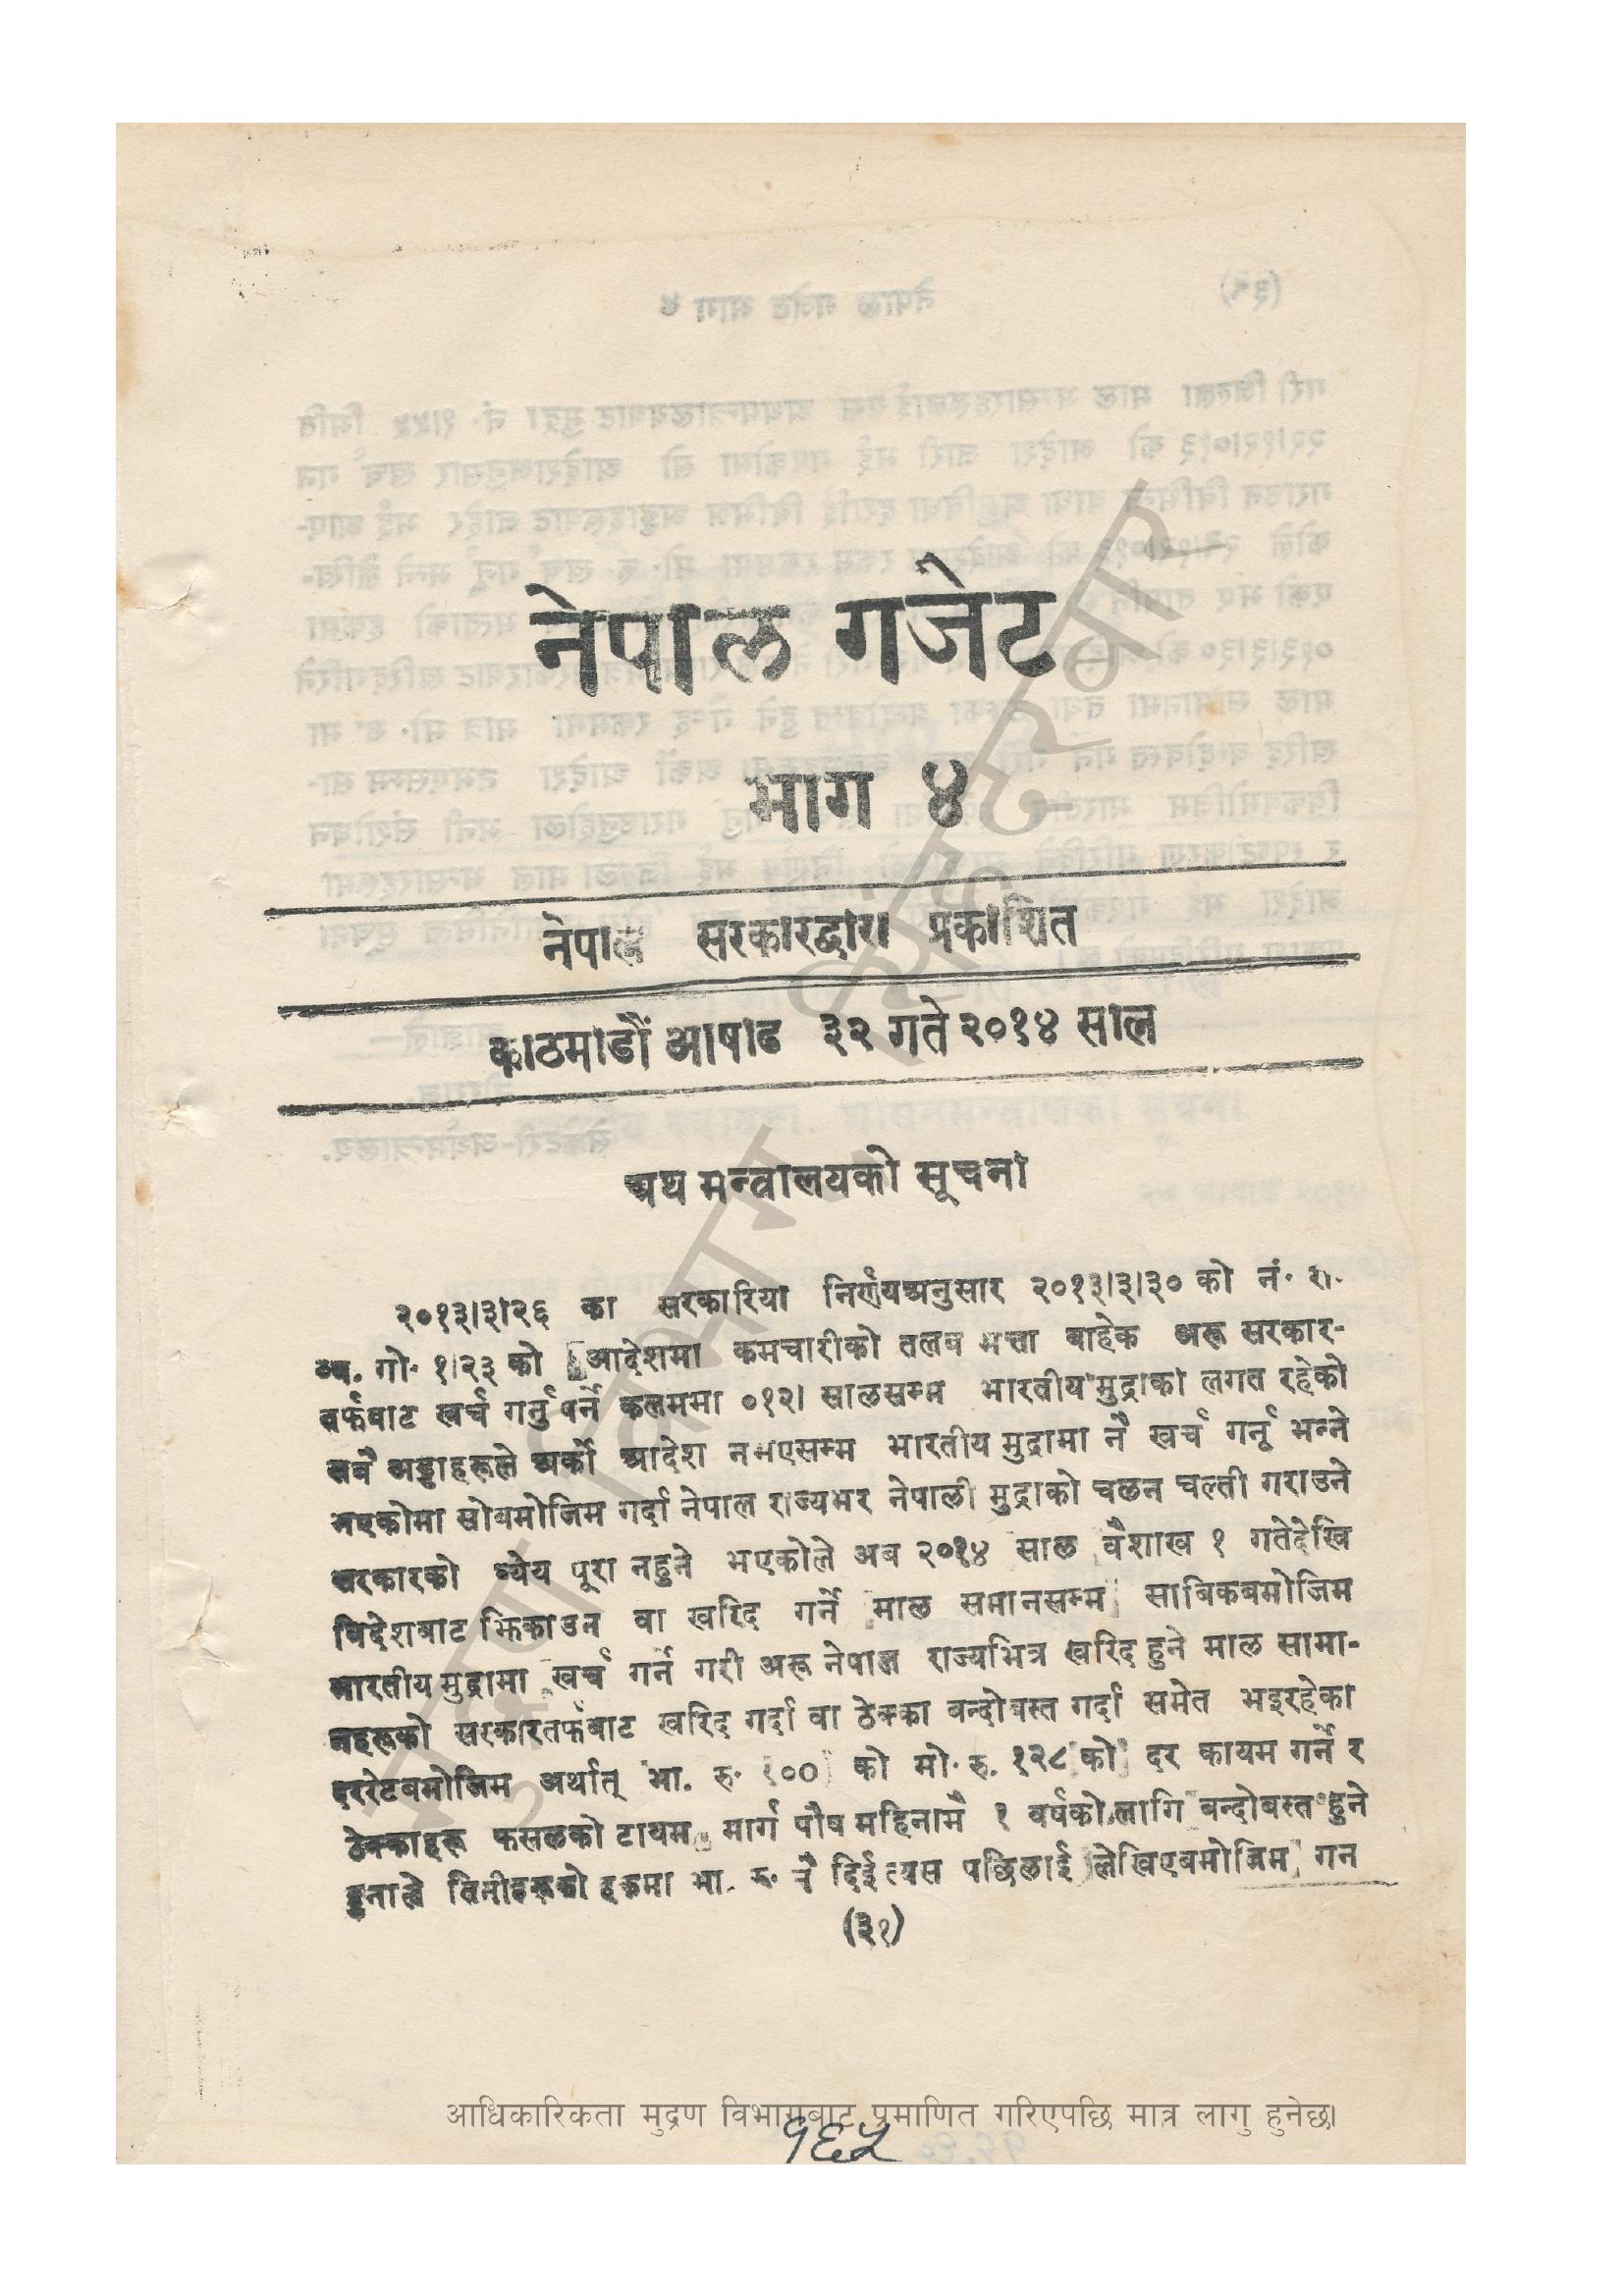 नेपाल गजेट
भाग ४
नेपाल सरकारद्वारा प्रकाशित
काठमाडौं आषाढ ३२ गते २०१४ साल
अथ मन्त्रालयको सूचना
२०१३।३।२६ का सरकारिया निर्णयअनुसार २०१३।३।३० को नं. रा.
व्य. गो. १।२३ को आदेशमा कमचारीको तलब भत्ता बाहेक अरू सरकार-
तर्फबाट खर्च गर्नु पर्ने कलममा ०१२। सालसम्म भारतीय मुद्राको लगत रहेको
सबै अड्डाहरूले अर्को आदेश नभएसम्म भारतीय मुद्रामा नै खर्च गर्नू भन्ने
भएकोमा सोबमोजिम गर्दा नेपाल राज्यभर नेपाली मुद्राको चलन चल्ती गराउने
सरकारको ध्येय पूरा नहुने भएकोले अब २०१४ साल वैशाख १ गतेदेखि
विदेशबाट झिकाउन वा खरिद गर्ने माल समानसम्म साबिकबमोजिम
भारतीय मुद्रामा खर्च गर्ने गरी अरू नेपाल राज्यभित्र खरिद हुने माल सामा-
नहरूको सरकारतर्फबाट खरिद गर्दा वा ठेक्का बन्दोबस्त गर्दा समेत भइरहेका
दररेटबमोजिम अर्थात् भा. रु. १०० को मो. रु. १२८ को दर कायम गर्ने र
ठेक्काहरू फसलको टायम मार्ग पौष महिनामै १ वर्षको लागि बन्दोबस्त हुने
हुनाले तिनीहरूको हकमा भा. रु. नै दिई त्यस पछिलाई लेखिएबमोजिम गन
(३१)
आधिकारिकता मुद्रण विभागबाट प्रमाणित गरिएपछि मात्र लागु हुनेछ।
१६५